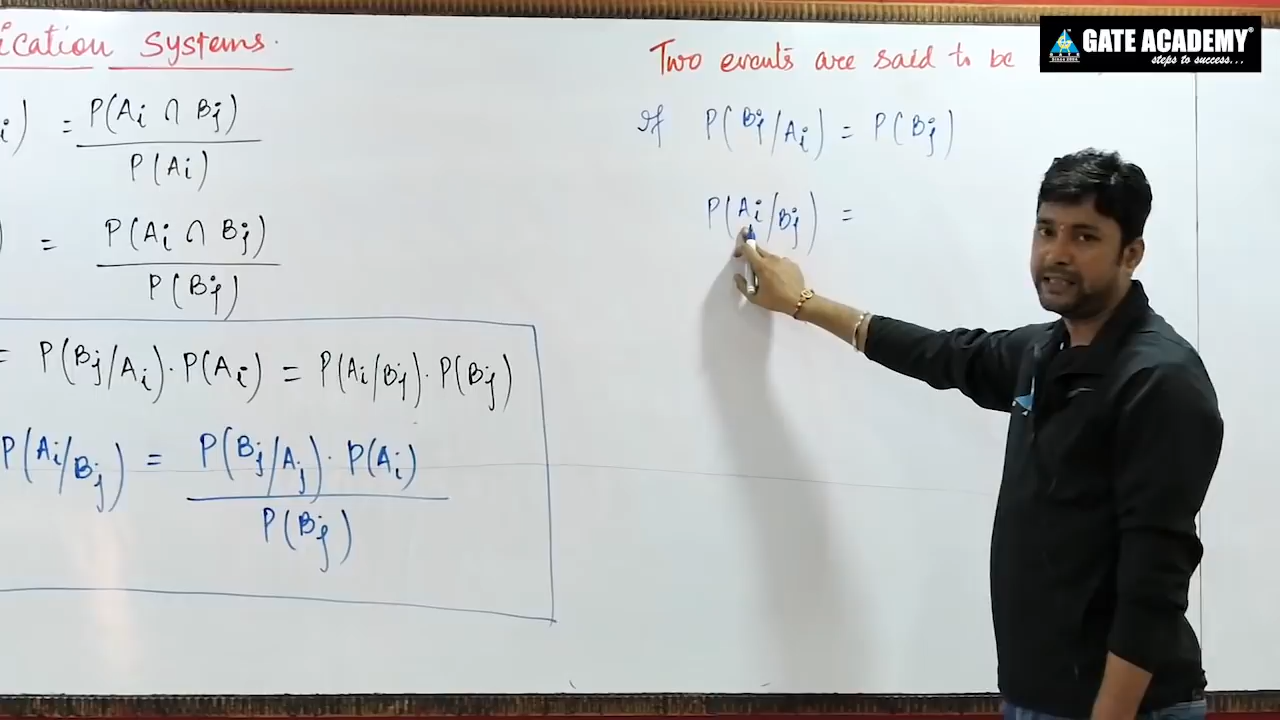 ication Systems.
i) = P(Ai ∩ Bj)
P(Ai)
) = P(Ai ∩ Bj)
P(Bj)
= P(Bj/Ai) · P(Ai) = P(Ai/Bj) · P(Bj)
P(Ai/Bj) = P(Bj/Aj) · P(Ai)
P(Bj)
Two events are said to be
If P(Bj/Ai) = P(Bj)
P(Ai/Bj) =
GATE ACADEMY®
steps to success...